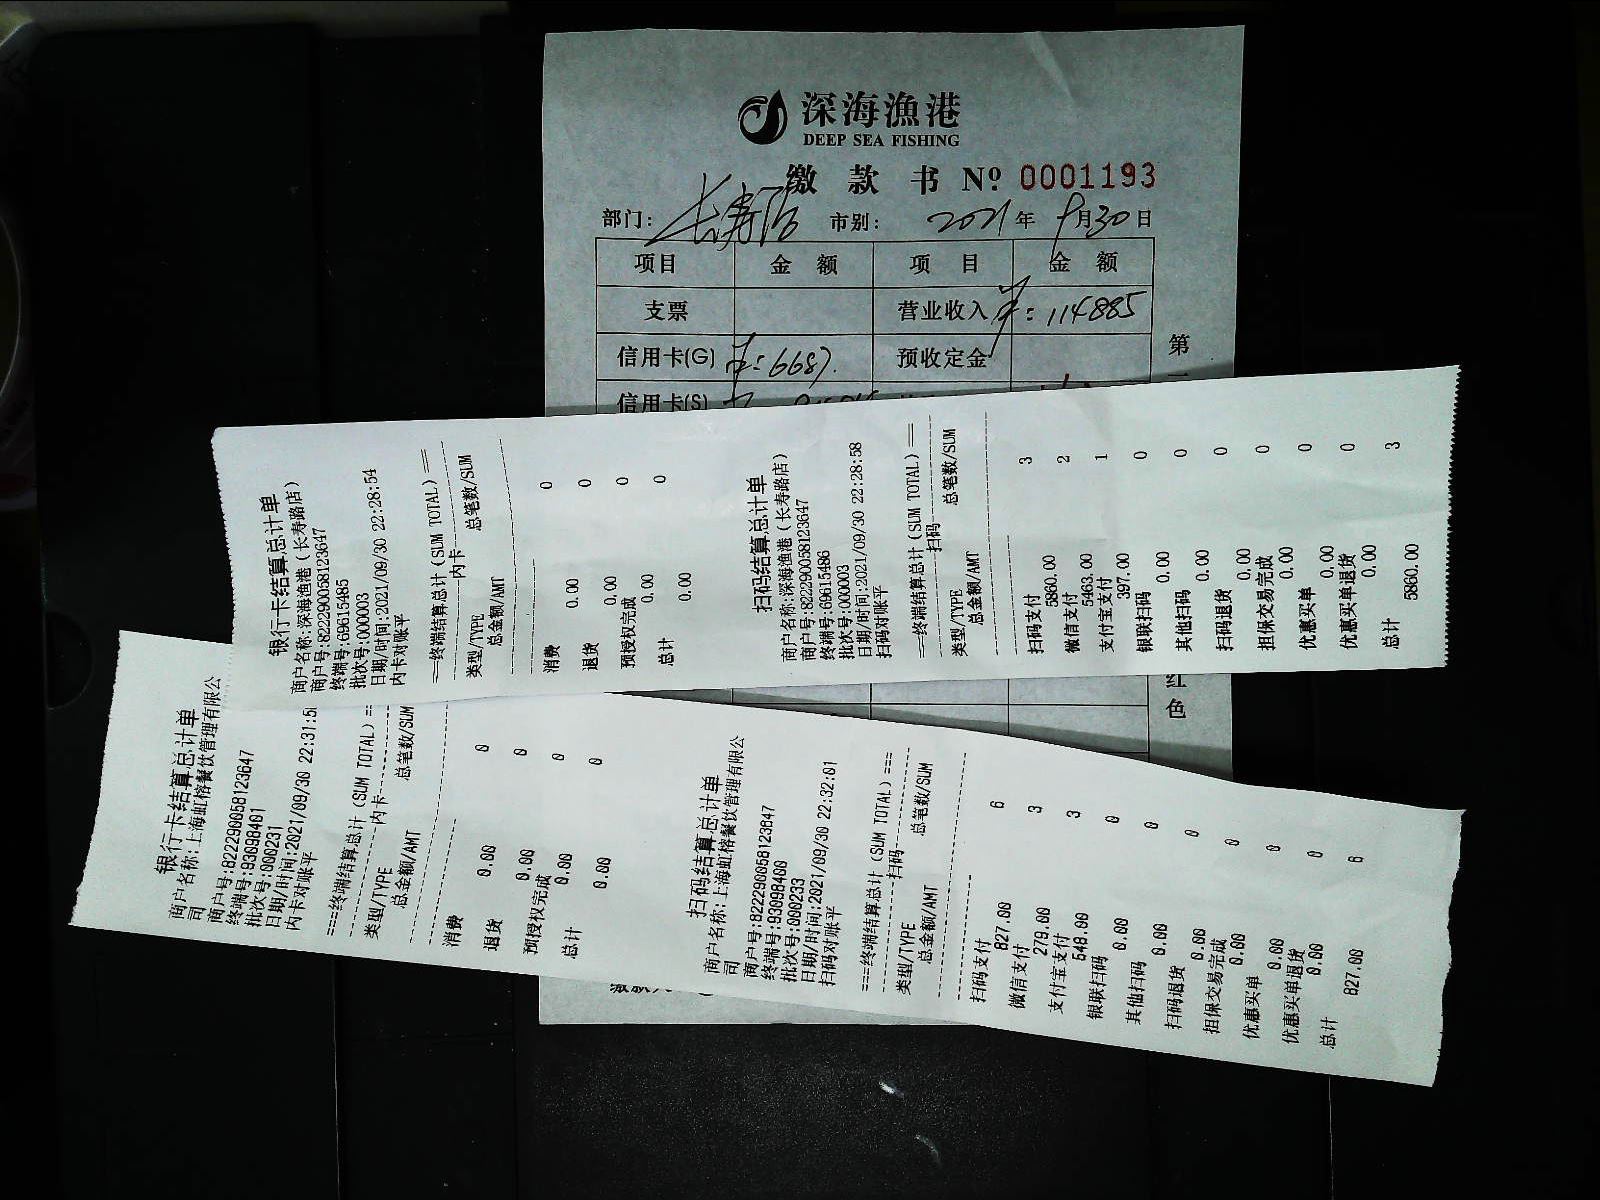 深海漁港
DEEP SEA FISHING
缴款书 Nº 0001193
部门: 长寿路 市别: 2021年9月30日
项目 金额 项目 金额
支票 营业收入 ¥:114885
信用卡(G) ¥:6687. 预收定金
信用卡(S)
第
红
色
银行卡结算总计单
商户名称:深海渔港(长寿路店)
商户号:822290058123647
终端号:69615485
批次号:000003
日期/时间:2021/09/30 22:28:54
内卡对账平
==终端结算总计(SUM TOTAL)==
内卡
类型/TYPE 总笔数/SUM
总金额/AMT
消费 0
0.00
退货 0
0.00
预授权完成 0
0.00
总计 0
0.00
扫码结算总计单
商户名称:深海渔港(长寿路店)
商户号:822290058123647
终端号:69615486
批次号:000003
日期/时间:2021/09/30 22:28:58
扫码对账平
==终端结算总计(SUM TOTAL)==
扫码
类型/TYPE 总笔数/SUM
总金额/AMT
扫码支付 3
5860.00
微信支付 2
5463.00
支付宝支付 1
397.00
银联扫码 0
0.00
其他扫码 0
0.00
扫码退货 0
0.00
担保交易完成 0
0.00
优惠买单 0
0.00
优惠买单退货 0
0.00
总计 3
5860.00
银行卡结算总计单
商户名称:上海虹榕餐饮管理有限公
司
商户号:822290058123647
终端号:93098401
批次号:000231
日期/时间:2021/09/30 22:31:5
内卡对账平
===终端结算总计(SUM TOTAL)==
内卡
类型/TYPE 总笔数/SUM
总金额/AMT
消费 0
0.00
退货 0
0.00
预授权完成 0
0.00
总计 0
0.00
扫码结算总计单
商户名称:上海虹榕餐饮管理有限公
司
商户号:822290058123647
终端号:93098400
批次号:000233
日期/时间:2021/09/30 22:32:01
扫码对账平
===终端结算总计(SUM TOTAL)===
扫码
类型/TYPE 总笔数/SUM
总金额/AMT
扫码支付 6
827.00
微信支付 3
279.00
支付宝支付 3
548.00
银联扫码 0
0.00
其他扫码 0
0.00
扫码退货 0
0.00
担保交易完成 0
0.00
优惠买单 0
0.00
优惠买单退货 0
0.00
总计 6
827.00